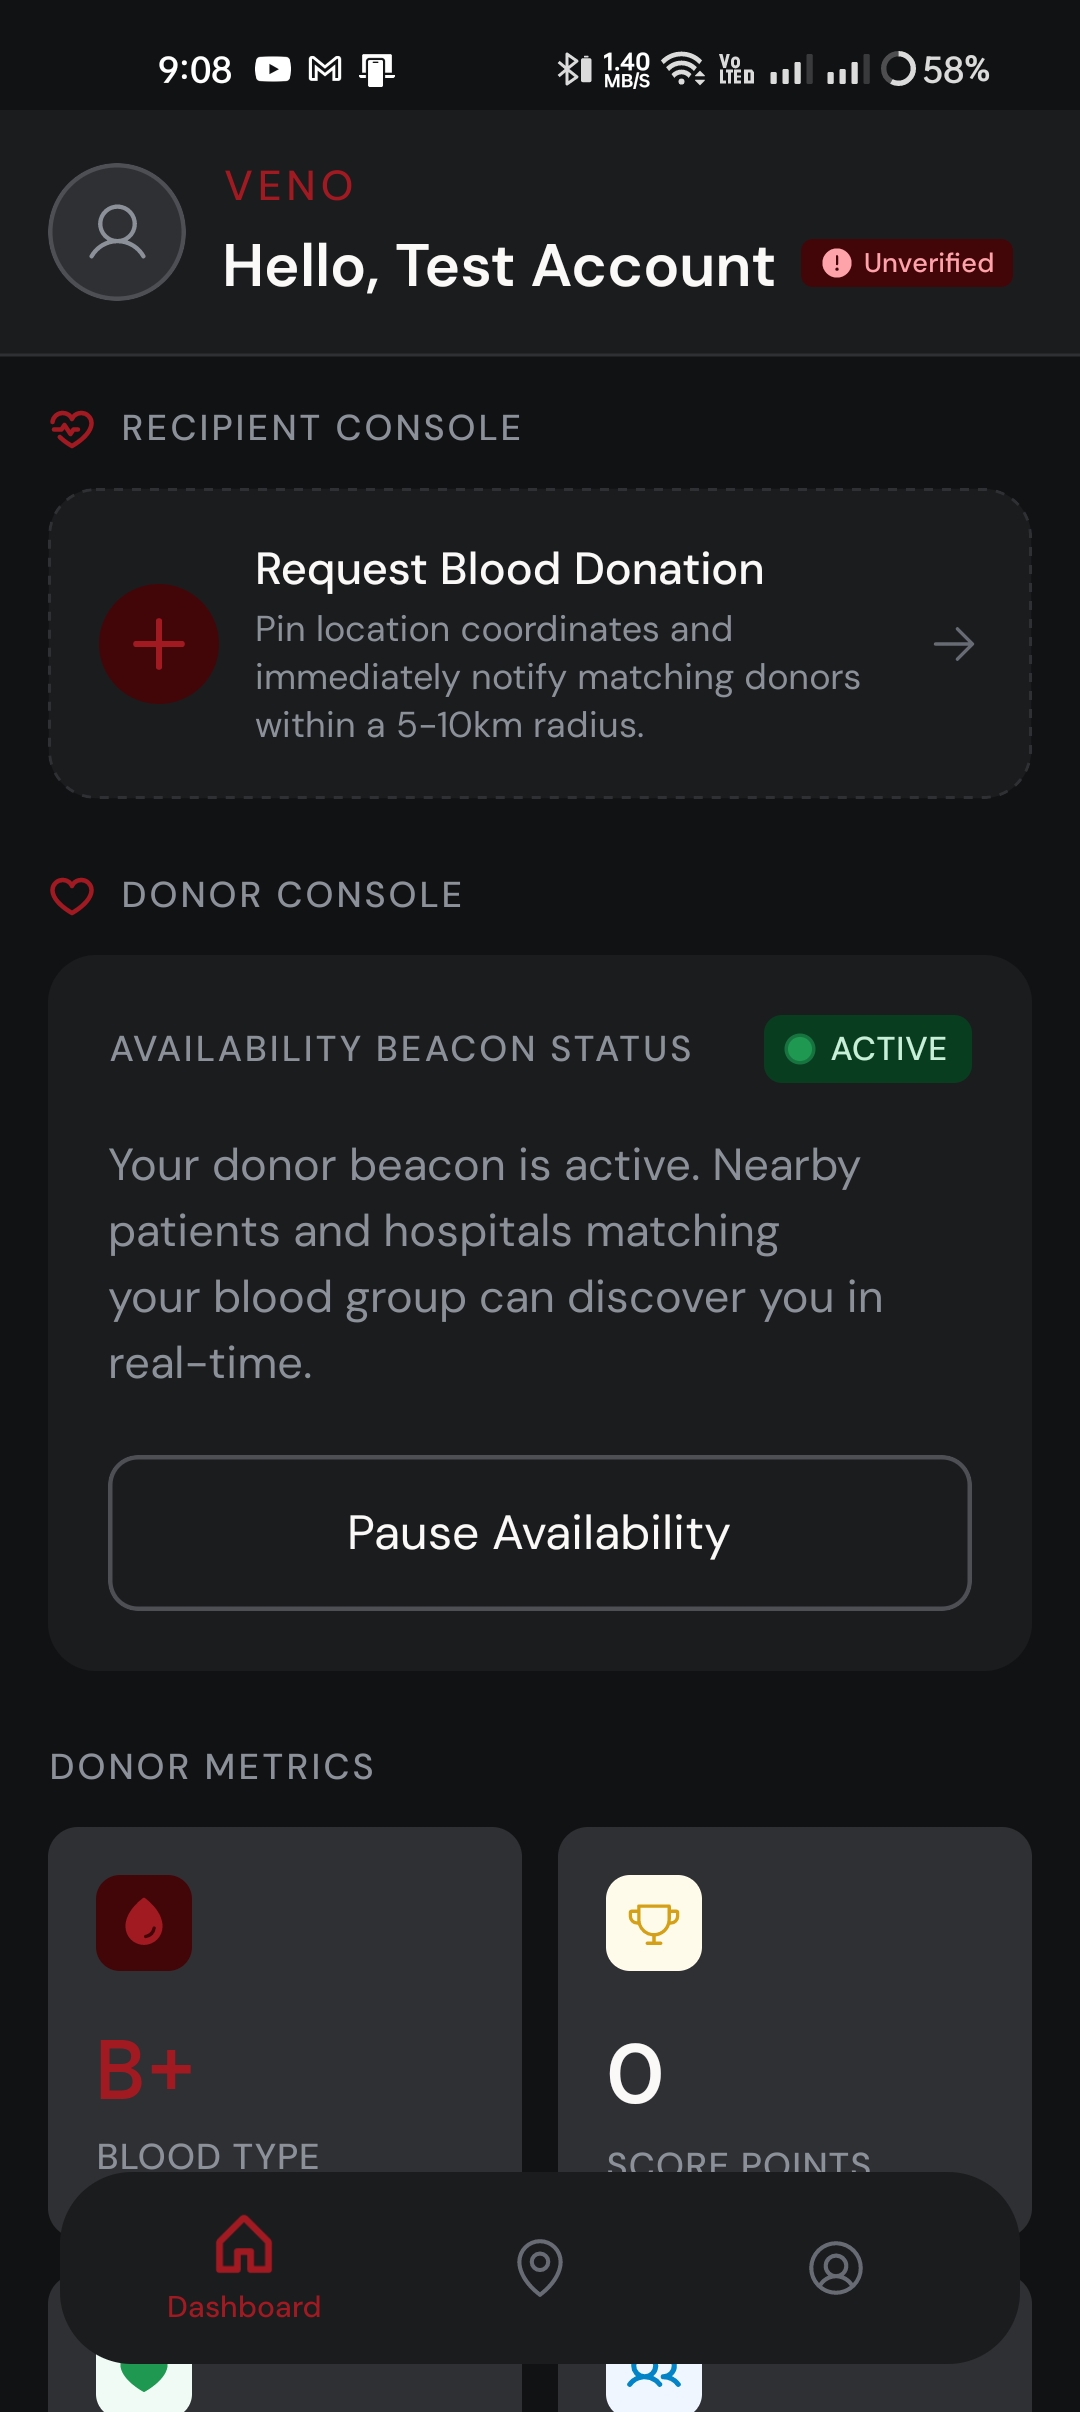 9:08
1.40 MB/S
Vo LTE
58%
VENO
Hello, Test Account
Unverified
RECIPIENT CONSOLE
Request Blood Donation
Pin location coordinates and
immediately notify matching donors
within a 5-10km radius.
DONOR CONSOLE
AVAILABILITY BEACON STATUS
ACTIVE
Your donor beacon is active. Nearby
patients and hospitals matching
your blood group can discover you in
real-time.
Pause Availability
DONOR METRICS
B+
0
BLOOD TYPE
SCORE POINTS
Dashboard